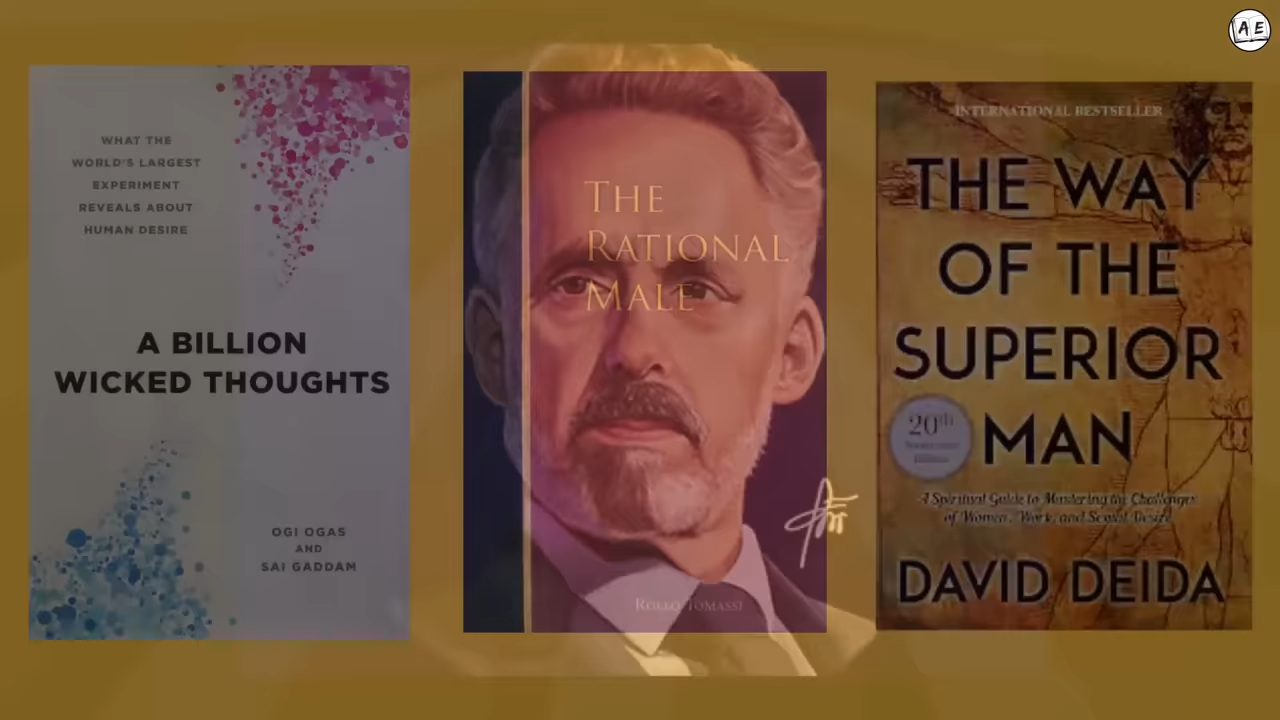 A E
WHAT THE
WORLD'S LARGEST
EXPERIMENT
REVEALS ABOUT
HUMAN DESIRE
A BILLION
WICKED THOUGHTS
OGI OGAS
AND
SAI GADDAM
THE
RATIONAL
MALE
ROLLO TOMASSI
INTERNATIONAL BESTSELLER
THE WAY
OF THE
SUPERIOR
MAN
20th
A Spiritual Guide to Mastering the Challenges
of Women, Work, and Sexual Desire
DAVID DEIDA